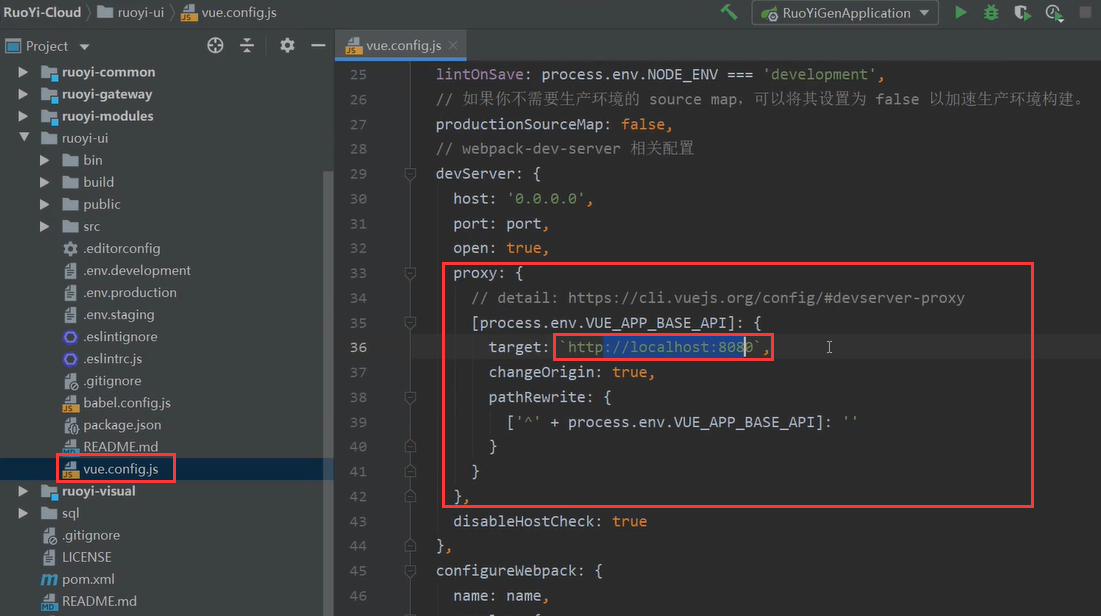 RuoYi-Cloud ruoyi-ui vue.config.js RuoYiGenApplication
Project
ruoyi-common
ruoyi-gateway
ruoyi-modules
ruoyi-ui
bin
build
public
src
.editorconfig
.env.development
.env.production
.env.staging
.eslintignore
.eslintrc.js
.gitignore
babel.config.js
package.json
README.md
vue.config.js
ruoyi-visual
sql
.gitignore
LICENSE
pom.xml
README.md
vue.config.js
25 lintOnSave: process.env.NODE_ENV === 'development',
26 // 如果你不需要生产环境的 source map，可以将其设置为 false 以加速生产环境构建。
27 productionSourceMap: false,
28 // webpack-dev-server 相关配置
29 devServer: {
30 host: '0.0.0.0',
31 port: port,
32 open: true,
33 proxy: {
34 // detail: https://cli.vuejs.org/config/#devserver-proxy
35 [process.env.VUE_APP_BASE_API]: {
36 target: `http://localhost:8080`,
37 changeOrigin: true,
38 pathRewrite: {
39 ['^' + process.env.VUE_APP_BASE_API]: ''
40 }
41 }
42 },
43 disableHostCheck: true
44 },
45 configureWebpack: {
46 name: name,